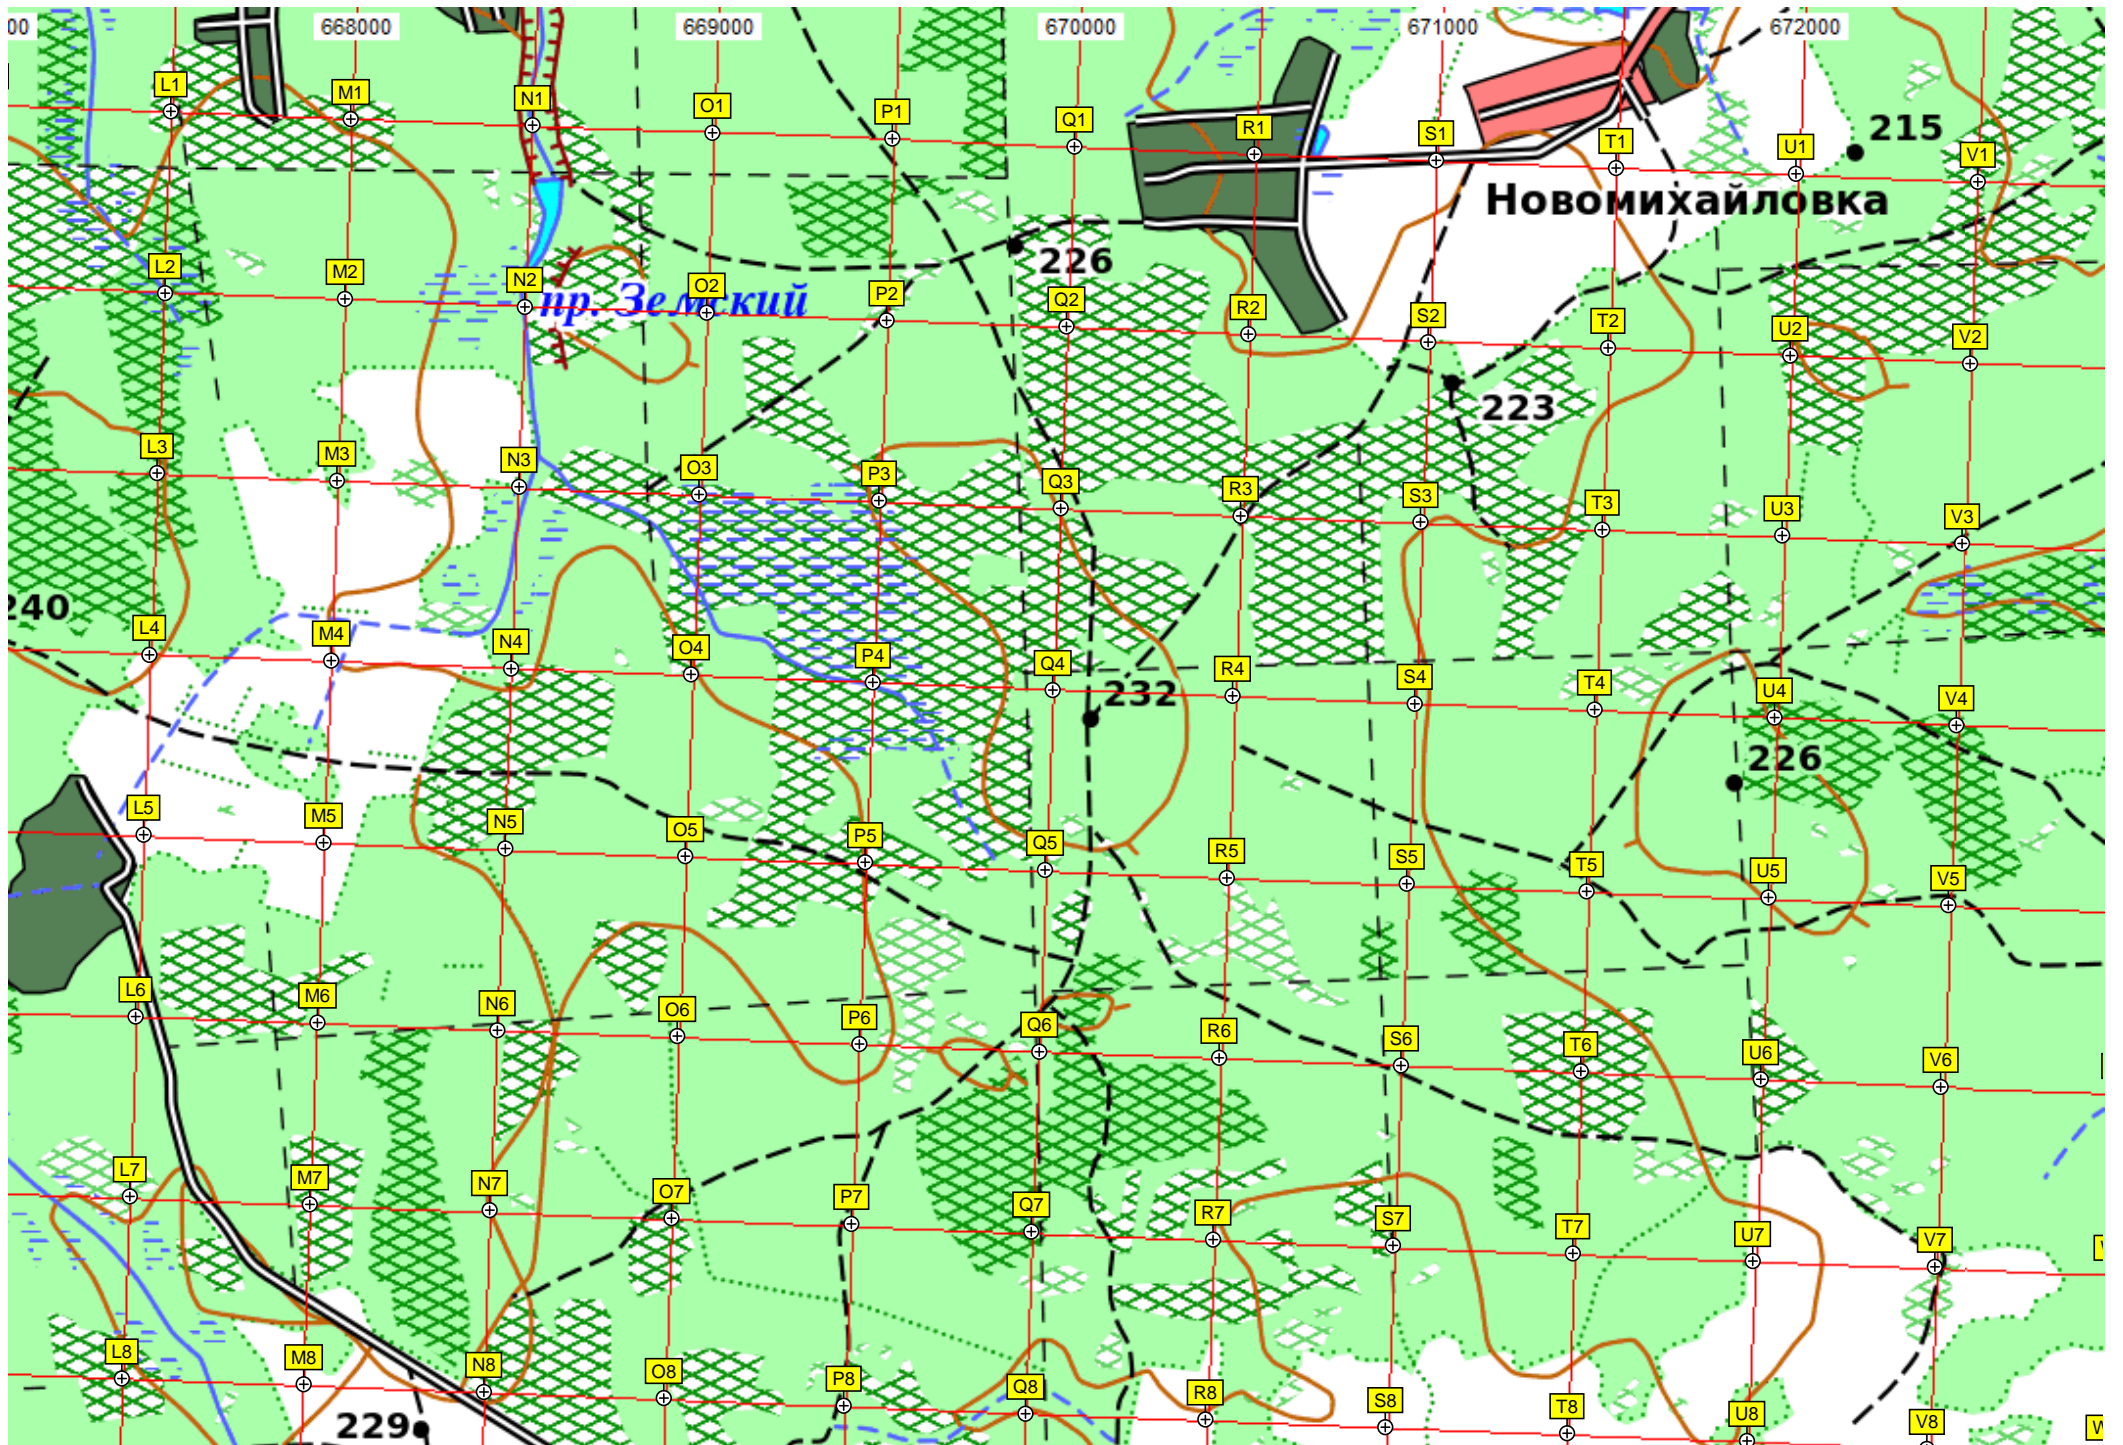 00 668000 669000 670000 671000 672000
L1 M1 N1 O1 P1 Q1 R1 S1 T1 U1 V1
215
Новомихайловка
226
L2 M2 N2 O2 P2 Q2 R2 S2 T2 U2 V2
пр. Земский
223
L3 M3 N3 O3 P3 Q3 R3 S3 T3 U3 V3
240
L4 M4 N4 O4 P4 Q4 R4 S4 T4 U4 V4
232
226
L5 M5 N5 O5 P5 Q5 R5 S5 T5 U5 V5
L6 M6 N6 O6 P6 Q6 R6 S6 T6 U6 V6
L7 M7 N7 O7 P7 Q7 R7 S7 T7 U7 V7
L8 M8 N8 O8 P8 Q8 R8 S8 T8 U8 V8
229